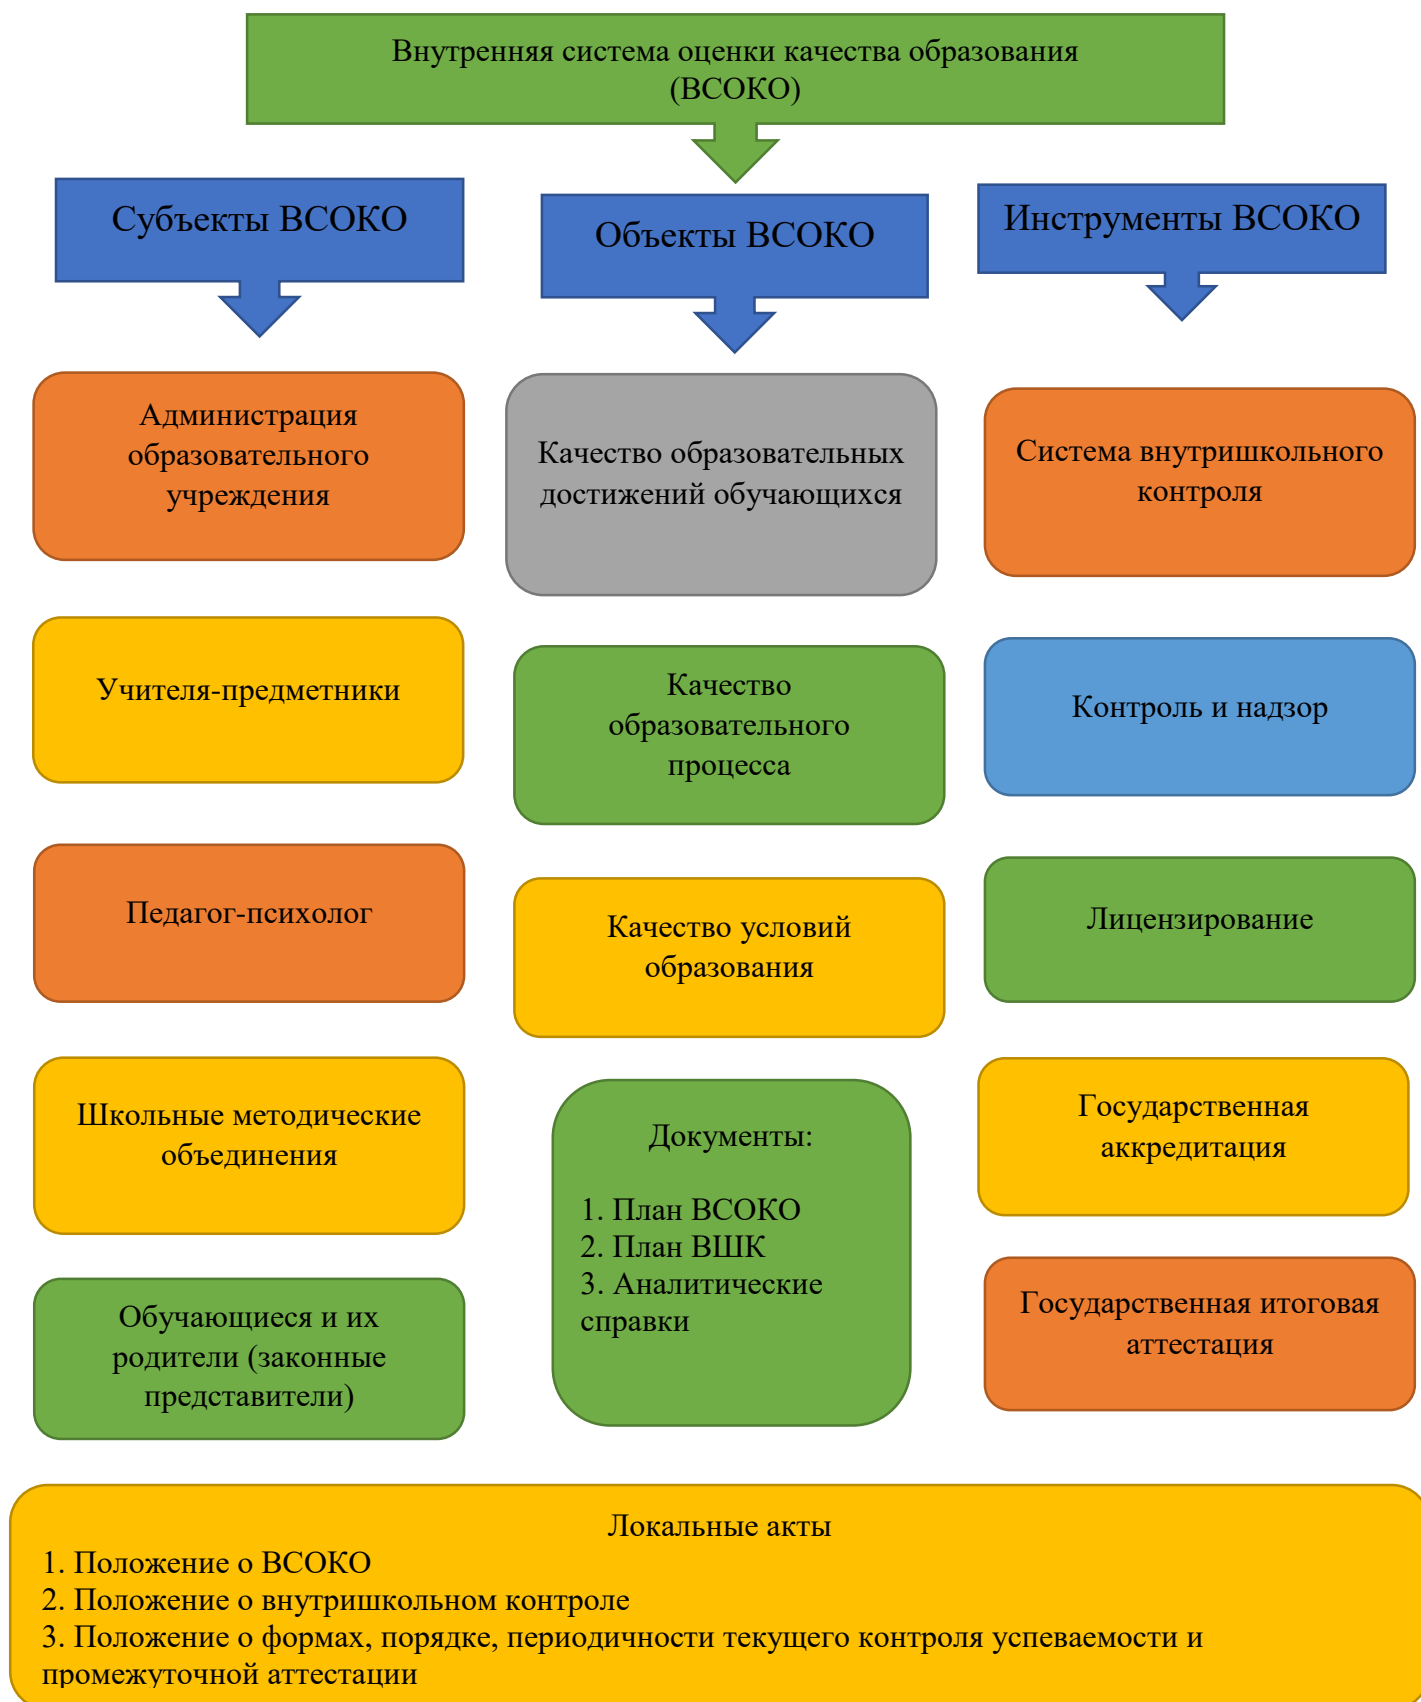 Внутренняя система оценки качества образования
(ВСОКО)
Субъекты ВСОКО
Объекты ВСОКО
Инструменты ВСОКО
Администрация
образовательного
учреждения
Учителя-предметники
Педагог-психолог
Школьные методические
объединения
Обучающиеся и их
родители (законные
представители)
Качество образовательных
достижений обучающихся
Качество
образовательного
процесса
Качество условий
образования
Документы:
1. План ВСОКО
2. План ВШК
3. Аналитические
справки
Система внутришкольного
контроля
Контроль и надзор
Лицензирование
Государственная
аккредитация
Государственная итоговая
аттестация
Локальные акты
1. Положение о ВСОКО
2. Положение о внутришкольном контроле
3. Положение о формах, порядке, периодичности текущего контроля успеваемости и
промежуточной аттестации